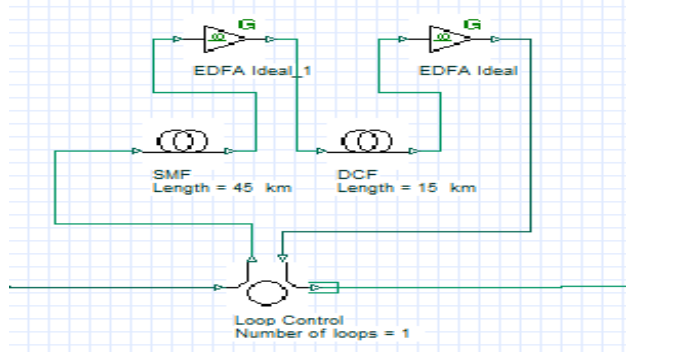 G
G
EDFA Ideal_1
EDFA Ideal
SMF
Length = 45 km
DCF
Length = 15 km
Loop Control
Number of loops = 1